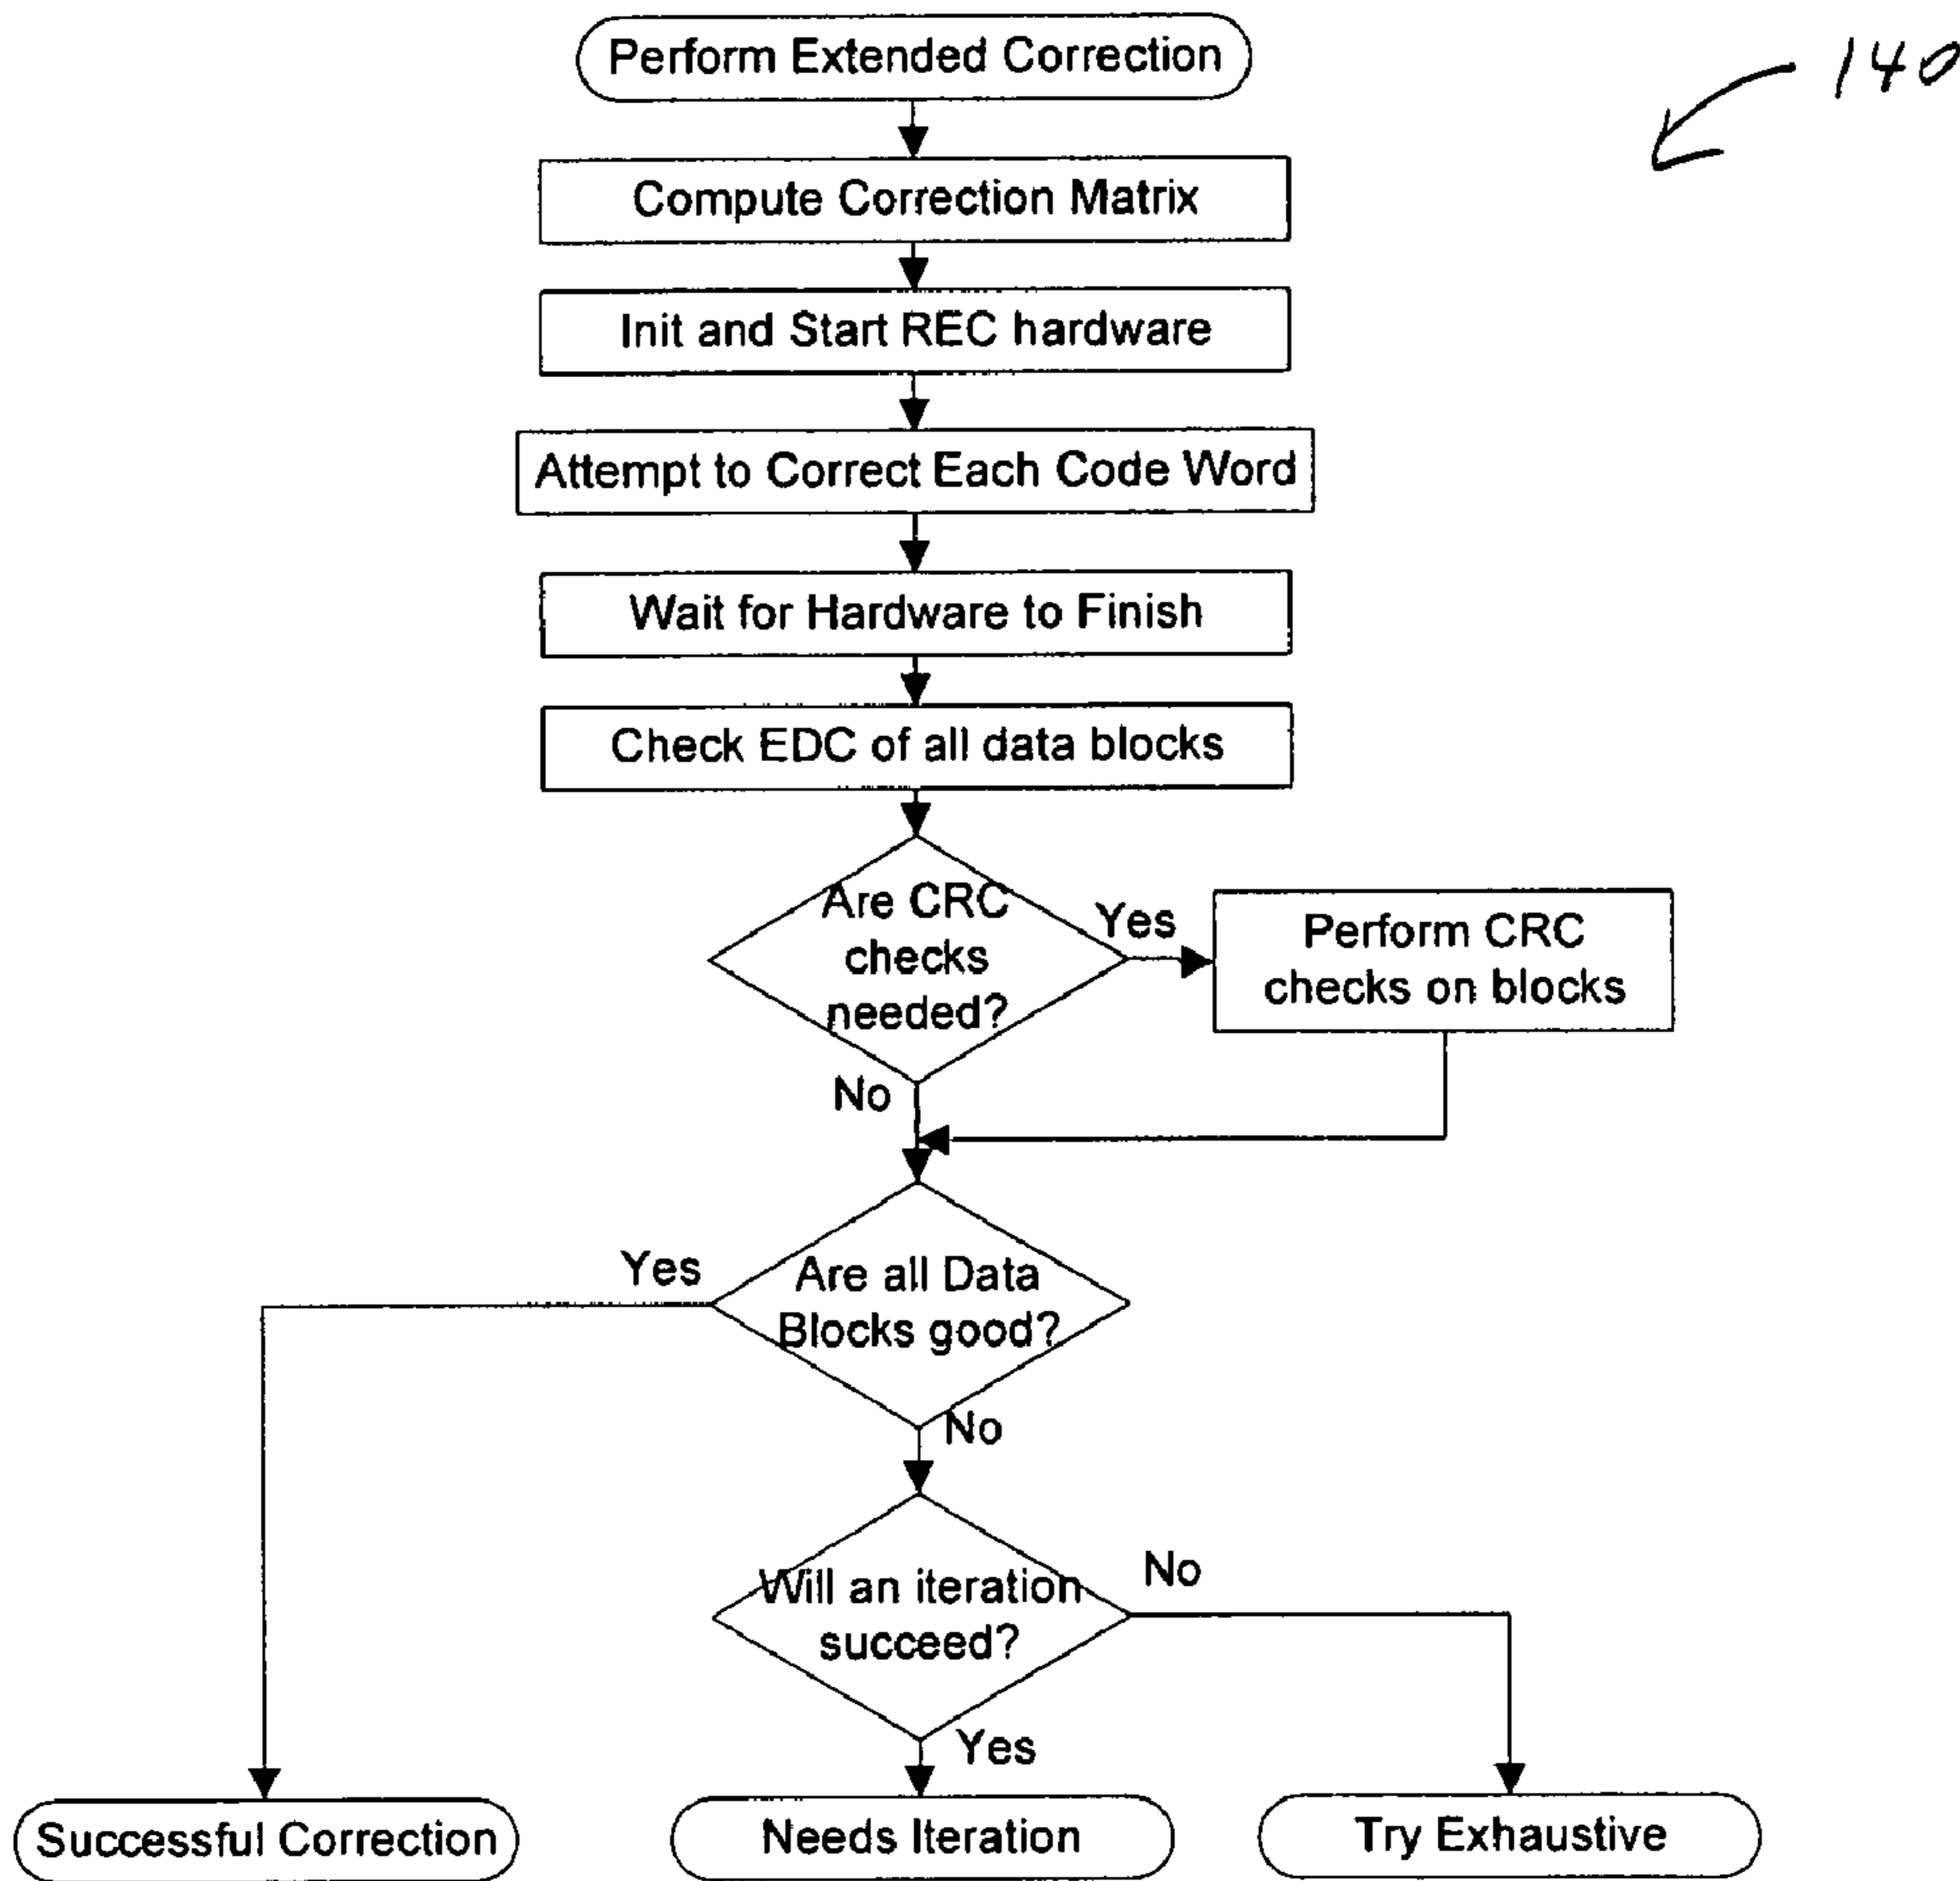 Perform Extended Correction
140
Compute Correction Matrix
Init and Start REC hardware
Attempt to Correct Each Code Word
Wait for Hardware to Finish
Check EDC of all data blocks
Are CRC
checks
needed?
Yes
Perform CRC
checks on blocks
No
Yes
Are all Data
Blocks good?
No
Will an iteration
succeed?
No
Yes
Successful Correction
Needs Iteration
Try Exhaustive